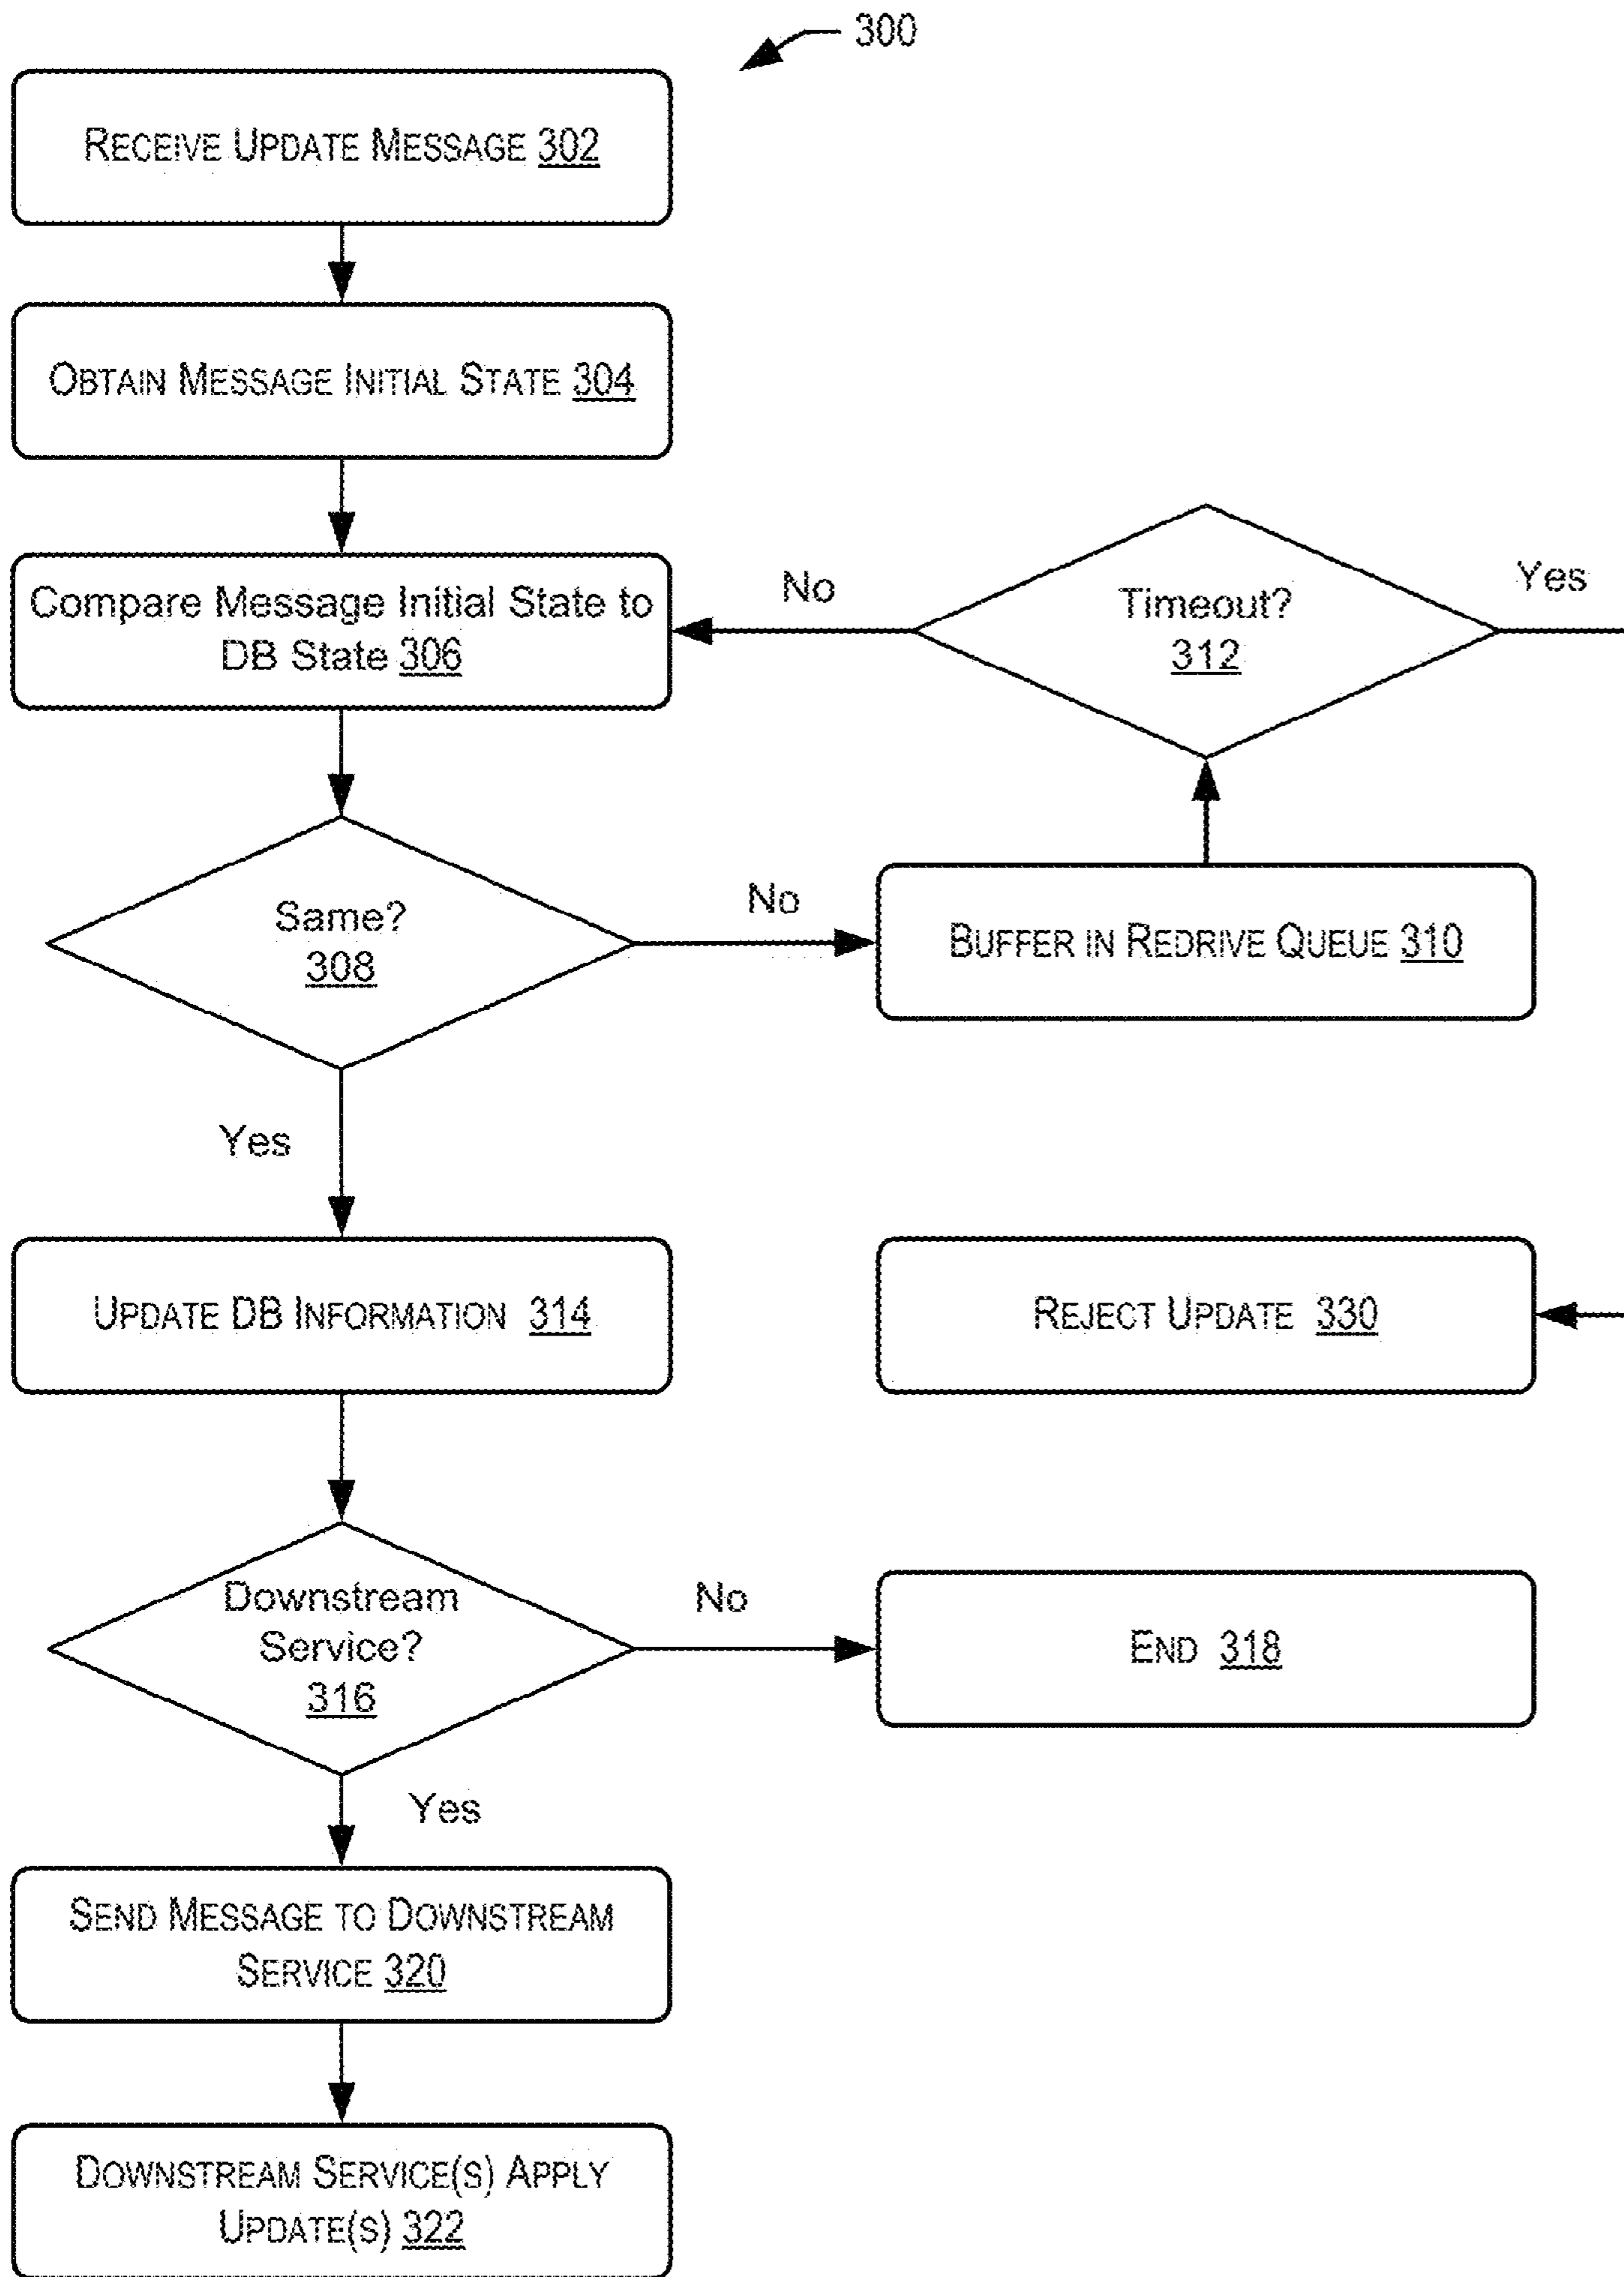 300
RECEIVE UPDATE MESSAGE 302
OBTAIN MESSAGE INITIAL STATE 304
Compare Message Initial State to
DB State 306
No
Timeout?
312
Yes
Same?
308
No
BUFFER IN REDRIVE QUEUE 310
Yes
UPDATE DB INFORMATION 314
REJECT UPDATE 330
Downstream
Service?
316
No
END 318
Yes
SEND MESSAGE TO DOWNSTREAM
SERVICE 320
DOWNSTREAM SERVICE(S) APPLY
UPDATE(S) 322